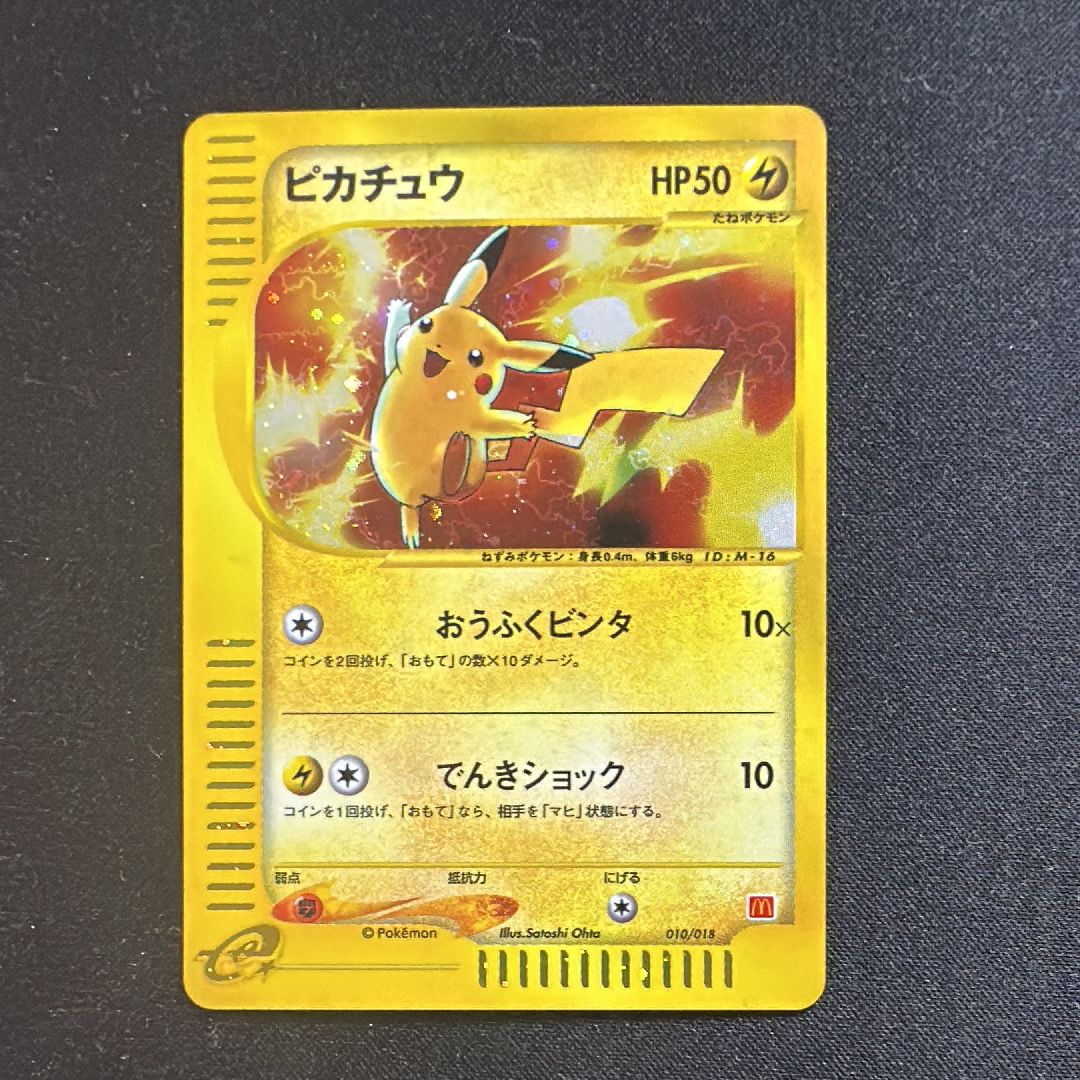 ピカチュウ HP50
たねポケモン
ねずみポケモン：身長0.4m、体重6kg ID:M-16
おうふくビンタ 10×
コインを2回投げ、「おもて」の数×10ダメージ。
でんきショック 10
コインを1回投げ、「おもて」なら、相手を「マヒ」状態にする。
弱点 抵抗力 にげる
©Pokémon Illus.Satoshi Ohta 010/018
e